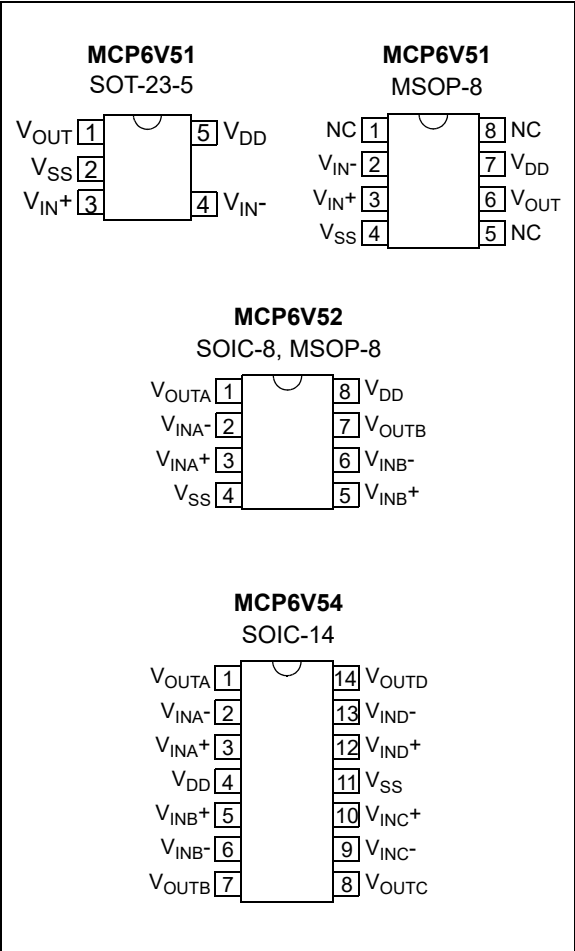 MCP6V51
SOT-23-5
VOUT 1 5 VDD
VSS 2
VIN+ 3 4 VIN-
MCP6V51
MSOP-8
NC 1 8 NC
VIN- 2 7 VDD
VIN+ 3 6 VOUT
VSS 4 5 NC
MCP6V52
SOIC-8, MSOP-8
VOUTA 1 8 VDD
VINA- 2 7 VOUTB
VINA+ 3 6 VINB-
VSS 4 5 VINB+
MCP6V54
SOIC-14
VOUTA 1 14 VOUTD
VINA- 2 13 VIND-
VINA+ 3 12 VIND+
VDD 4 11 VSS
VINB+ 5 10 VINC+
VINB- 6 9 VINC-
VOUTB 7 8 VOUTC